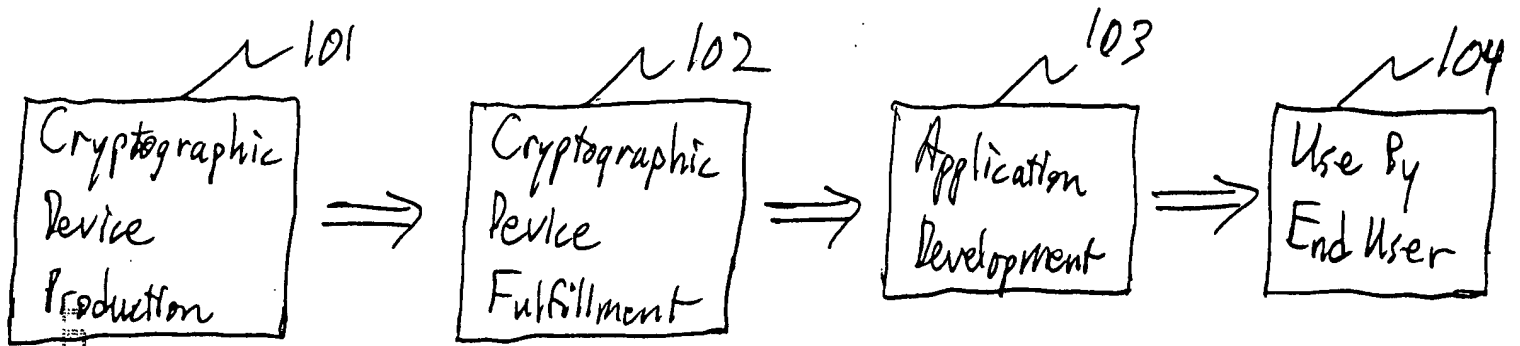 101
102
103
104
Cryptographic
Device
Production
Cryptographic
Device
Fulfillment
Application
Development
Use By
End User